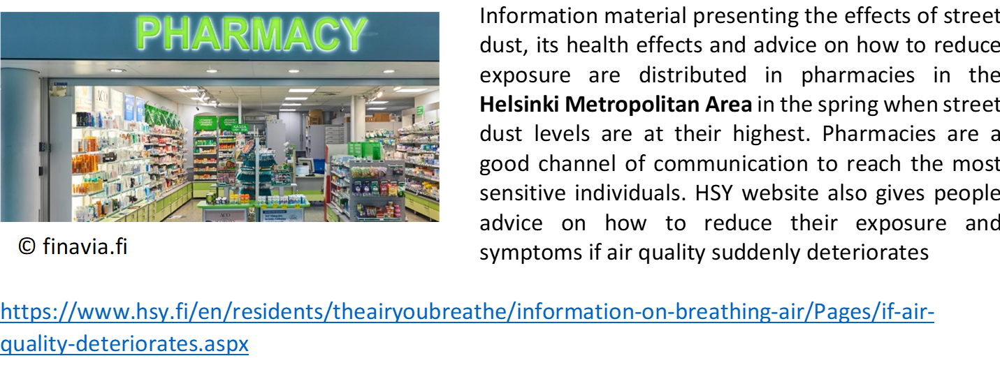 PHARMACY
ACO
KASSA
ACO
© finavia.fi
Information material presenting the effects of street
dust, its health effects and advice on how to reduce
exposure are distributed in pharmacies in the
Helsinki Metropolitan Area in the spring when street
dust levels are at their highest. Pharmacies are a
good channel of communication to reach the most
sensitive individuals. HSY website also gives people
advice on how to reduce their exposure and
symptoms if air quality suddenly deteriorates
https://www.hsy.fi/en/residents/theairyoubreathe/information-on-breathing-air/Pages/if-air-
quality-deteriorates.aspx